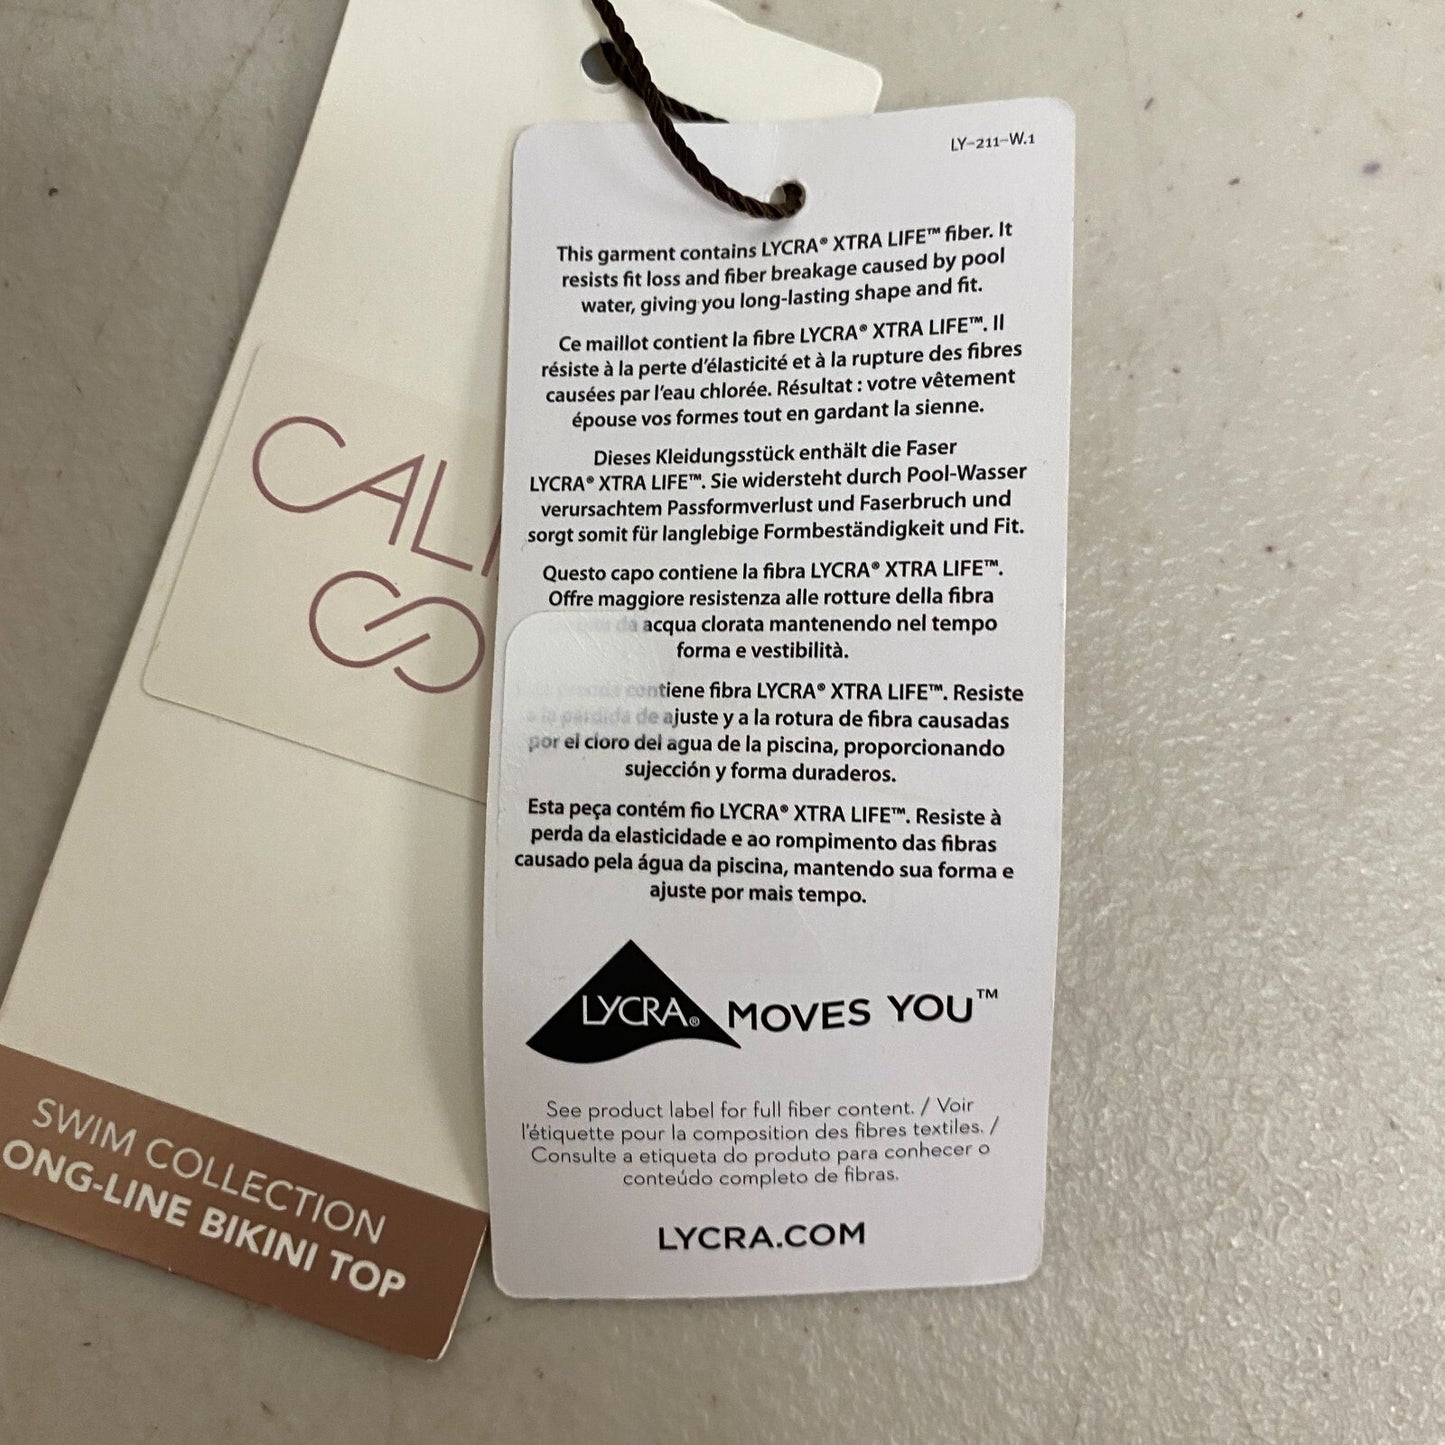 LY-211-W.1
This garment contains LYCRA® XTRA LIFE™ fiber. It
resists fit loss and fiber breakage caused by pool
water, giving you long-lasting shape and fit.
Ce maillot contient la fibre LYCRA® XTRA LIFE™. Il
résiste à la perte d'élasticité et à la rupture des fibres
causées par l'eau chlorée. Résultat : votre vêtement
épouse vos formes tout en gardant la sienne.
Dieses Kleidungsstück enthält die Faser
LYCRA® XTRA LIFE™. Sie widersteht durch Pool-Wasser
verursachtem Passformverlust und Faserbruch und
sorgt somit für langlebige Formbeständigkeit und Fit.
Questo capo contiene la fibra LYCRA® XTRA LIFE™.
Offre maggiore resistenza alle rotture della fibra
da acqua clorata mantenendo nel tempo
forma e vestibilità.
contiene fibra LYCRA® XTRA LIFE™. Resiste
a la pérdida de ajuste y a la rotura de fibra causadas
por el cloro del agua de la piscina, proporcionando
sujección y forma duraderos.
Esta peça contém fio LYCRA® XTRA LIFE™. Resiste à
perda da elasticidade e ao rompimento das fibras
causado pela água da piscina, mantendo sua forma e
ajuste por mais tempo.
LYCRA® MOVES YOU™
See product label for full fiber content. / Voir
l'étiquette pour la composition des fibres textiles. /
Consulte a etiqueta do produto para conhecer o
conteúdo completo de fibras.
LYCRA.COM
CAL
SWIM COLLECTION
ONG-LINE BIKINI TOP